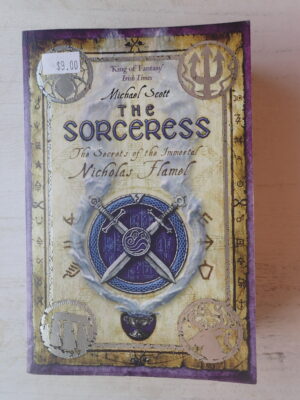 $9.00
'King of Fantasy'
Irish Times
Michael Scott
THE
SORCERESS
The Secrets of the Immortal
Nicholas Flamel